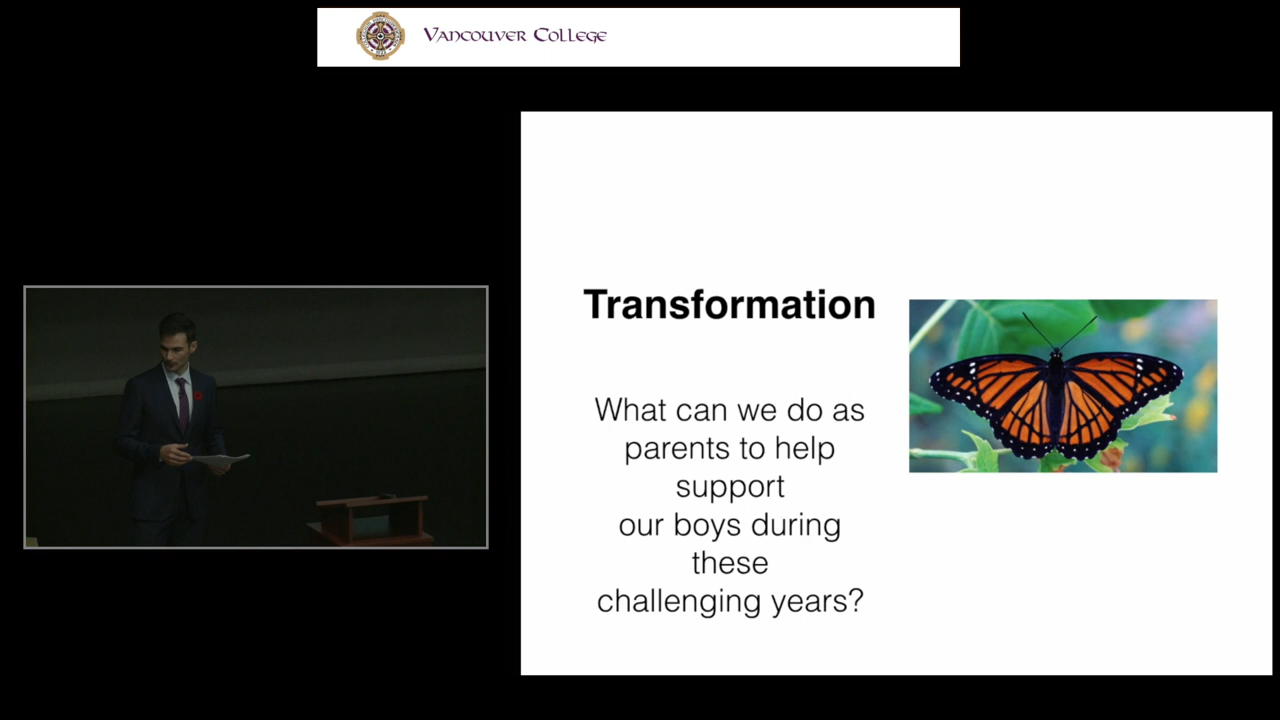 Vancouver College
Transformation
What can we do as
parents to help
support
our boys during
these
challenging years?